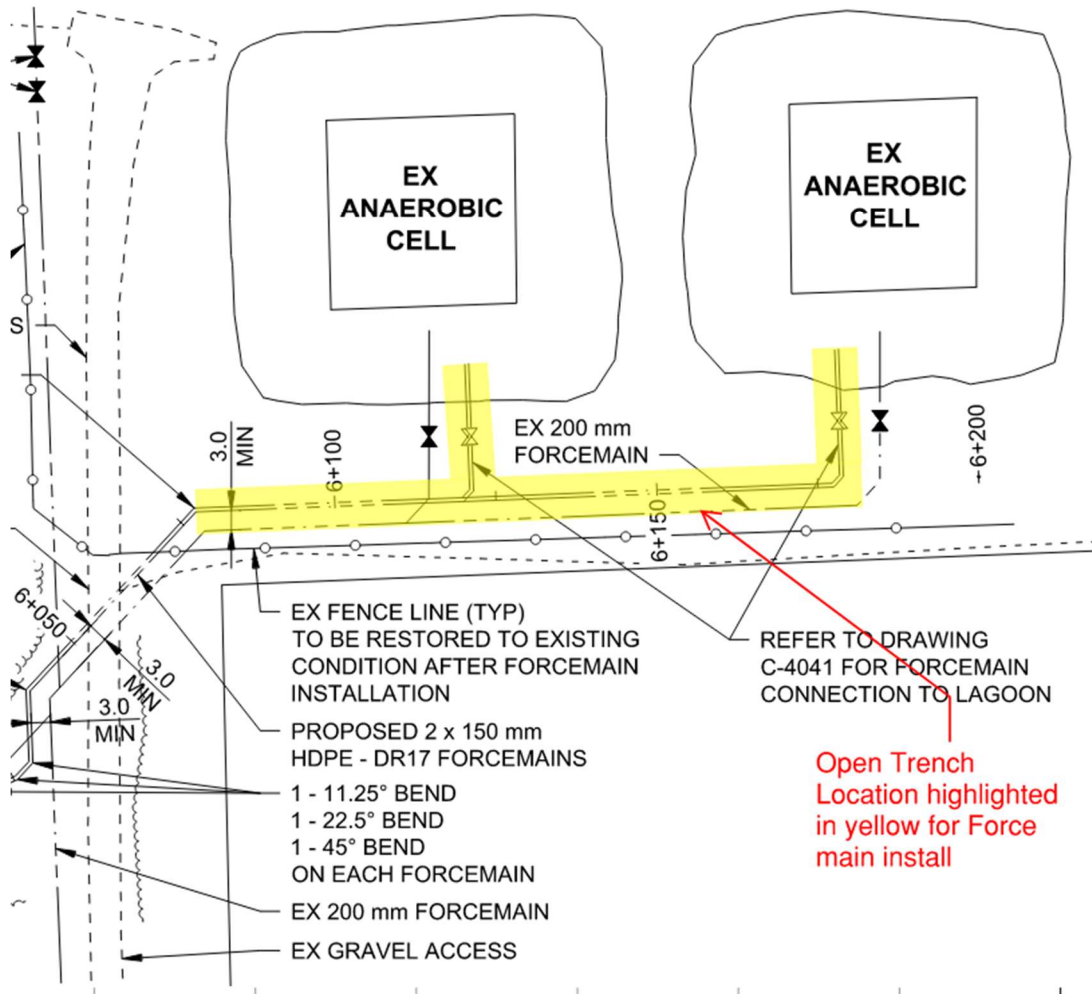 EX
ANAEROBIC
CELL
EX
ANAEROBIC
CELL
S
3.0
MIN
6+100
EX 200 mm
FORCEMAIN
6+200
6+150
6+050
3.0
MIN
3.0
MIN
EX FENCE LINE (TYP)
TO BE RESTORED TO EXISTING
CONDITION AFTER FORCEMAIN
INSTALLATION
REFER TO DRAWING
C-4041 FOR FORCEMAIN
CONNECTION TO LAGOON
PROPOSED 2 x 150 mm
HDPE - DR17 FORCEMAINS
1 - 11.25° BEND
1 - 22.5° BEND
1 - 45° BEND
ON EACH FORCEMAIN
EX 200 mm FORCEMAIN
EX GRAVEL ACCESS
Open Trench
Location highlighted
in yellow for Force
main install